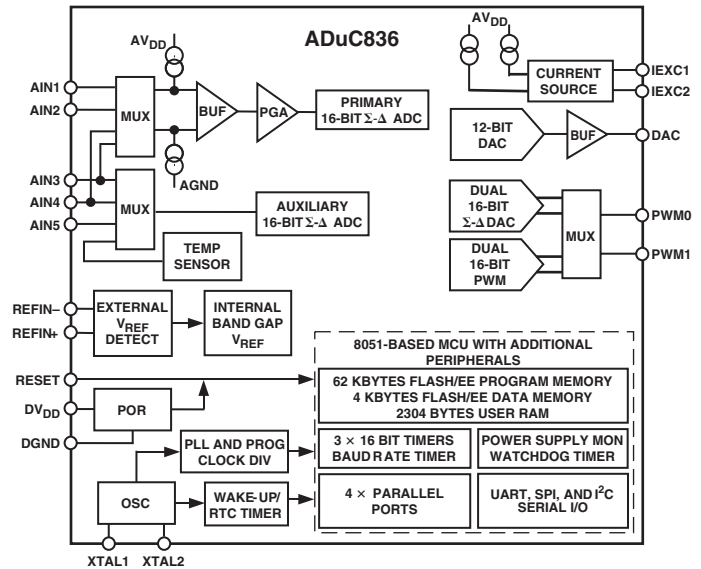 ADuC836
AVDD
AVDD
AIN1
AIN2
AIN3
AIN4
AIN5
MUX
BUF
PGA
PRIMARY
16-BIT Σ-Δ ADC
AGND
MUX
AUXILIARY
16-BIT Σ-Δ ADC
TEMP
SENSOR
CURRENT
SOURCE
IEXC1
IEXC2
12-BIT
DAC
BUF
DAC
DUAL
16-BIT
Σ-Δ DAC
DUAL
16-BIT
PWM
MUX
PWM0
PWM1
REFIN–
REFIN+
EXTERNAL
VREF
DETECT
INTERNAL
BAND GAP
VREF
RESET
DVDD
DGND
POR
PLL AND PROG
CLOCK DIV
OSC
WAKE-UP/
RTC TIMER
XTAL1
XTAL2
8051-BASED MCU WITH ADDITIONAL
PERIPHERALS
62 KBYTES FLASH/EE PROGRAM MEMORY
4 KBYTES FLASH/EE DATA MEMORY
2304 BYTES USER RAM
3 × 16 BIT TIMERS
BAUD RATE TIMER
POWER SUPPLY MON
WATCHDOG TIMER
4 × PARALLEL
PORTS
UART, SPI, AND I²C
SERIAL I/O